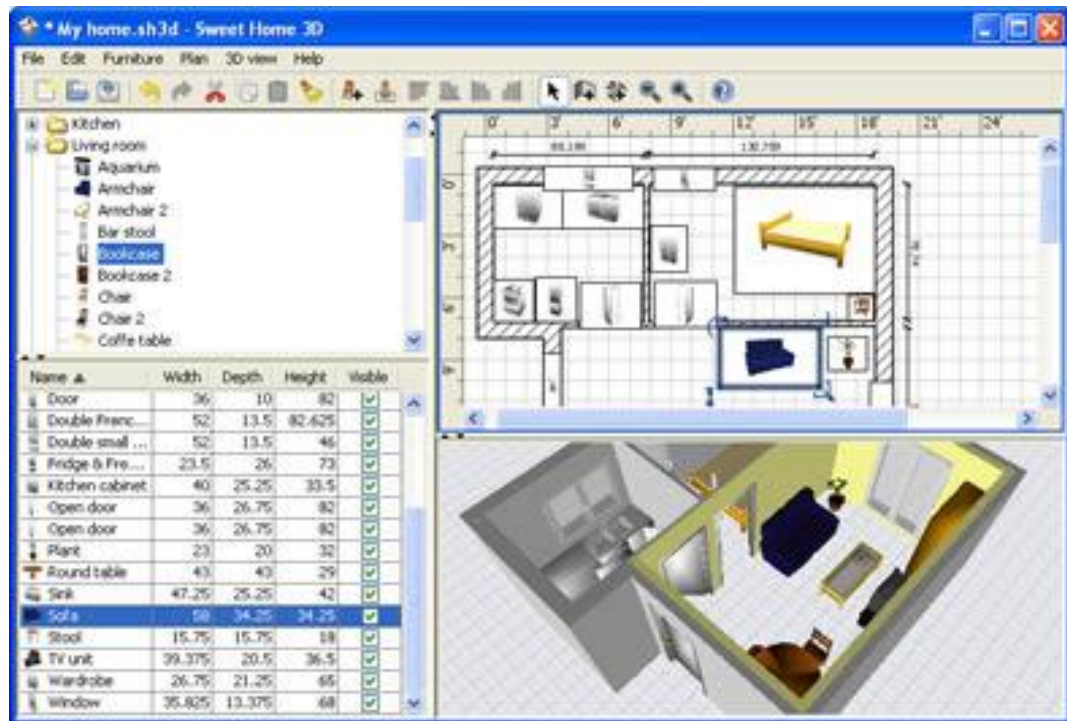 * My home.sh3d - Sweet Home 3D
File Edit Furniture Plan 3D view Help
Kitchen
Living room
Aquarium
Armchair
Armchair 2
Bar stool
Bookcase
Bookcase 2
Chair
Chair 2
Coffe table
0' 3' 6' 9' 12' 15' 18' 21' 24'
Name Width Depth Height Visible
Door 36 10 82
Double Frenc... 52 13.5 82.625
Double small ... 52 13.5 46
Fridge & Fre... 23.5 26 73
Kitchen cabinet 40 25.25 33.5
Open door 36 26.75 82
Open door 36 26.75 82
Plant 23 20 32
Round table 43 43 29
Sink 47.25 25.25 42
Sofa 58 34.25 34.25
Stool 15.75 15.75 18
TV unit 39.375 20.5 36.5
Wardrobe 26.75 21.25 65
Window 35.825 13.375 68